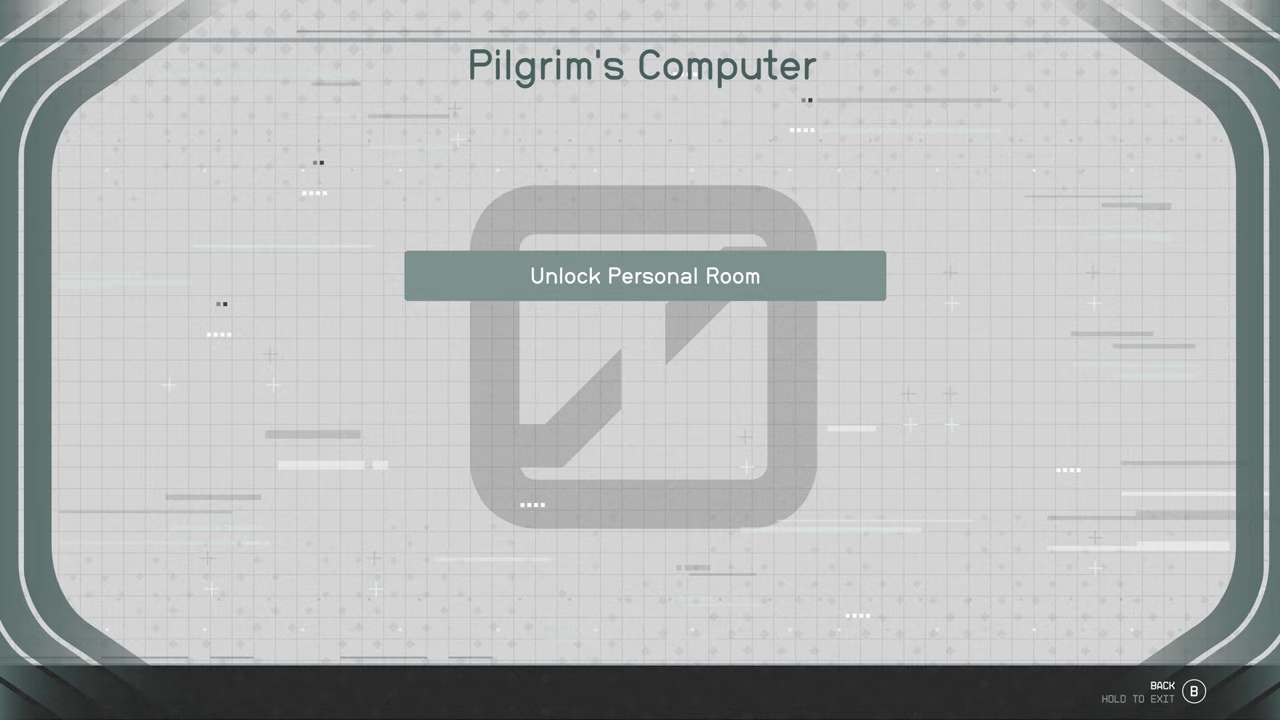 Pilgrim's Computer
Unlock Personal Room
BACK
HOLD TO EXIT
B